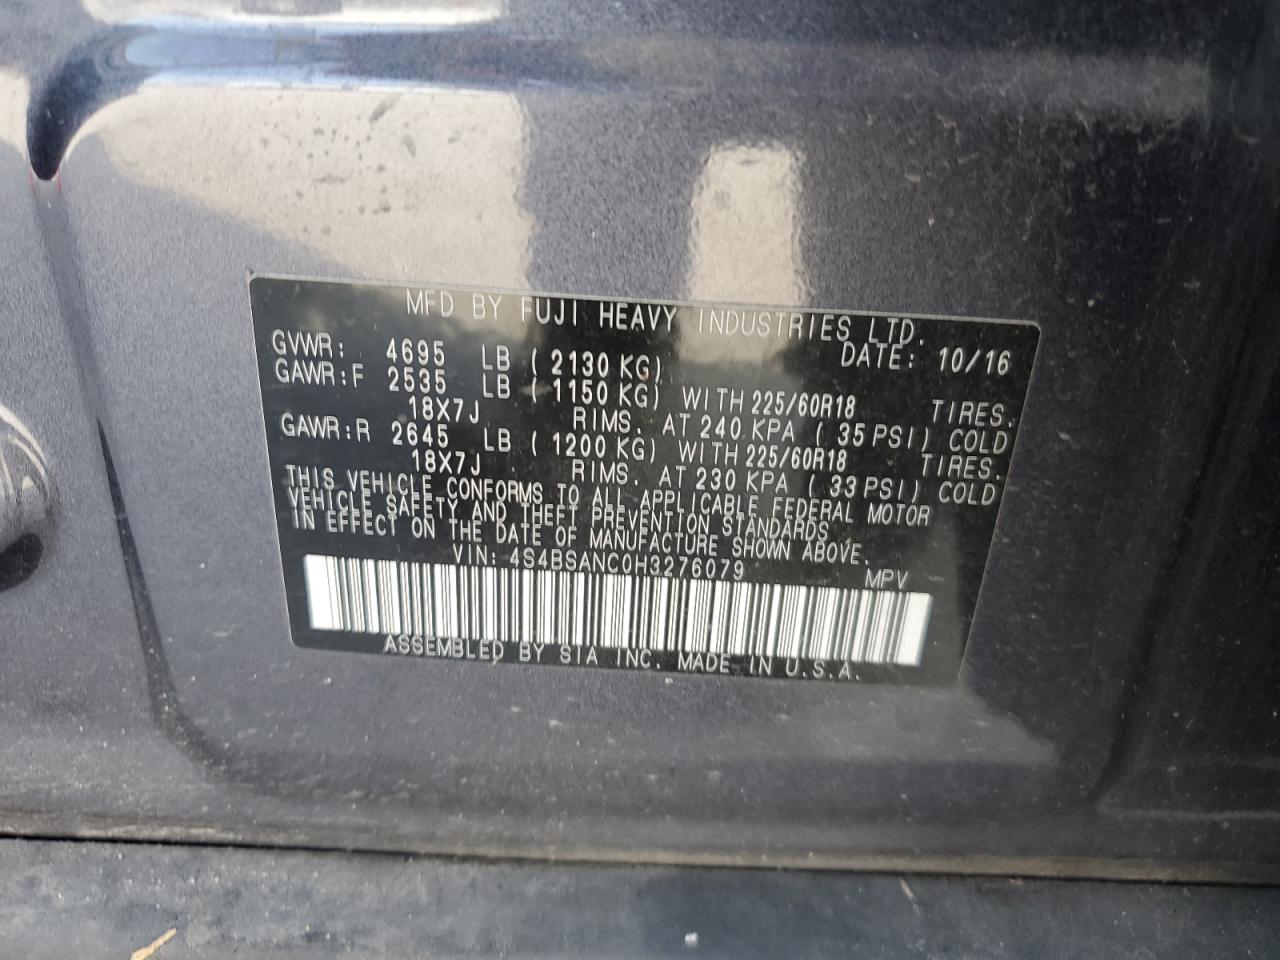 MFD BY FUJI HEAVY INDUSTRIES LTD.
DATE: 10/16
GVWR: 4695 LB ( 2130 KG)
GAWR:F 2535 LB ( 1150 KG) WITH 225/60R18 TIRES.
18X7J RIMS. AT 240 KPA ( 35 PSI) COLD
GAWR:R 2645 LB ( 1200 KG) WITH 225/60R18 TIRES.
18X7J RIMS. AT 230 KPA ( 33 PSI) COLD
THIS VEHICLE CONFORMS TO ALL APPLICABLE FEDERAL MOTOR
VEHICLE SAFETY AND THEFT PREVENTION STANDARDS
IN EFFECT ON THE DATE OF MANUFACTURE SHOWN ABOVE.
VIN: 4S4BSANC0H3276079 MPV
ASSEMBLED BY SIA INC. MADE IN U.S.A.